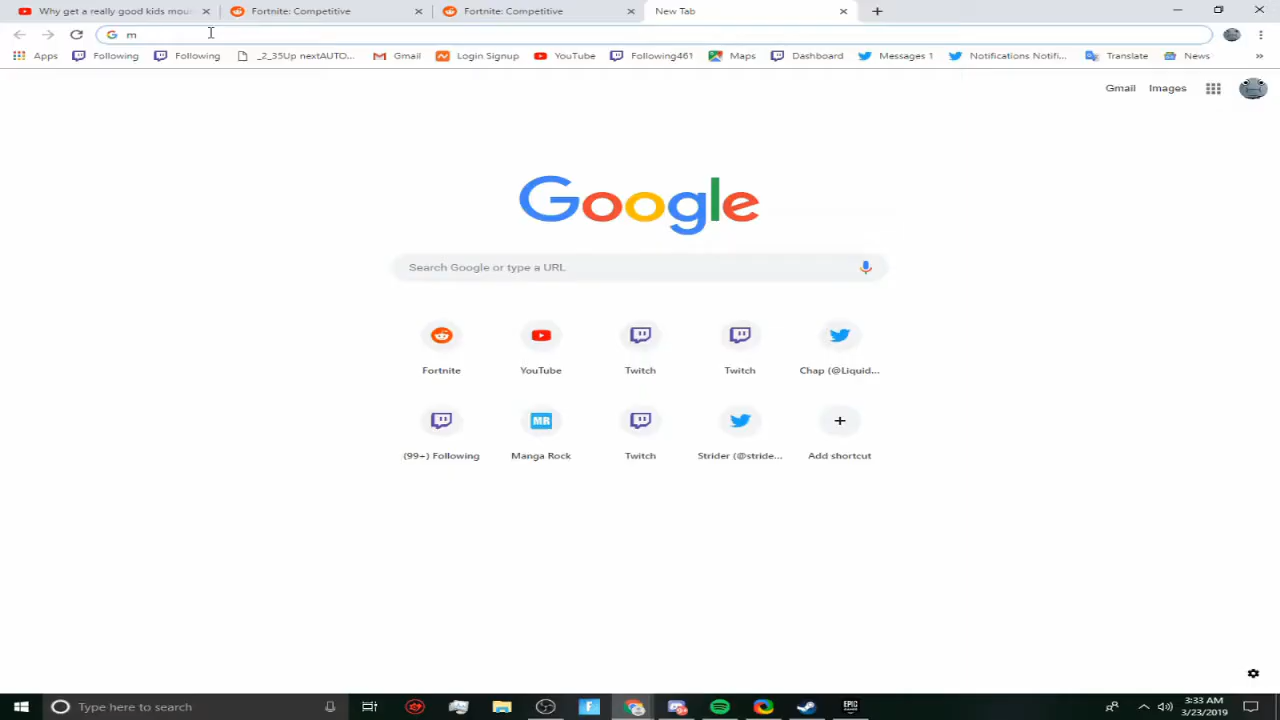 Why get a really good kids mou
Fortnite: Competitive
Fortnite: Competitive
New Tab
m
Apps
Following
Following
_2_35Up nextAUTO...
Gmail
Login Signup
YouTube
Following461
Maps
Dashboard
Messages 1
Notifications Notifi...
Translate
News
»
Gmail
Images
Google
Search Google or type a URL
Fortnite
YouTube
Twitch
Twitch
Chap (@Liquid...
MR
(99+) Following
Manga Rock
Twitch
Strider (@stride...
Add shortcut
Type here to search
F
EPIC
GAMES
3:33 AM
3/23/2019